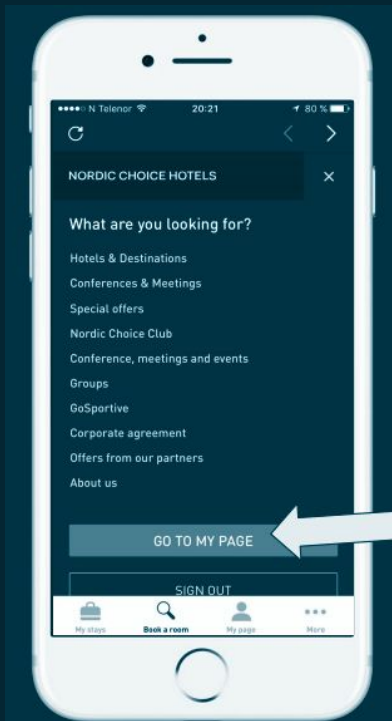 N Telenor 20:21 80 %
NORDIC CHOICE HOTELS
What are you looking for?
Hotels & Destinations
Conferences & Meetings
Special offers
Nordic Choice Club
Conference, meetings and events
Groups
GoSportive
Corporate agreement
Offers from our partners
About us
GO TO MY PAGE
SIGN OUT
My stays Book a room My page More